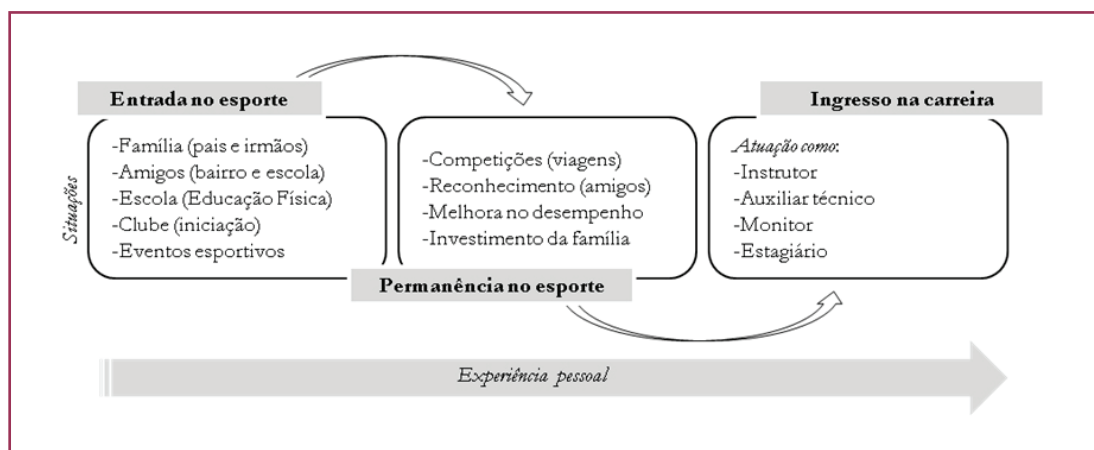 Entrada no esporte
Situações
-Família (pais e irmãos)
-Amigos (bairro e escola)
-Escola (Educação Física)
-Clube (iniciação)
-Eventos esportivos
-Competições (viagens)
-Reconhecimento (amigos)
-Melhora no desempenho
-Investimento da família
Permanência no esporte
Ingresso na carreira
Atuação como:
-Instrutor
-Auxiliar técnico
-Monitor
-Estagiário
Experiência pessoal